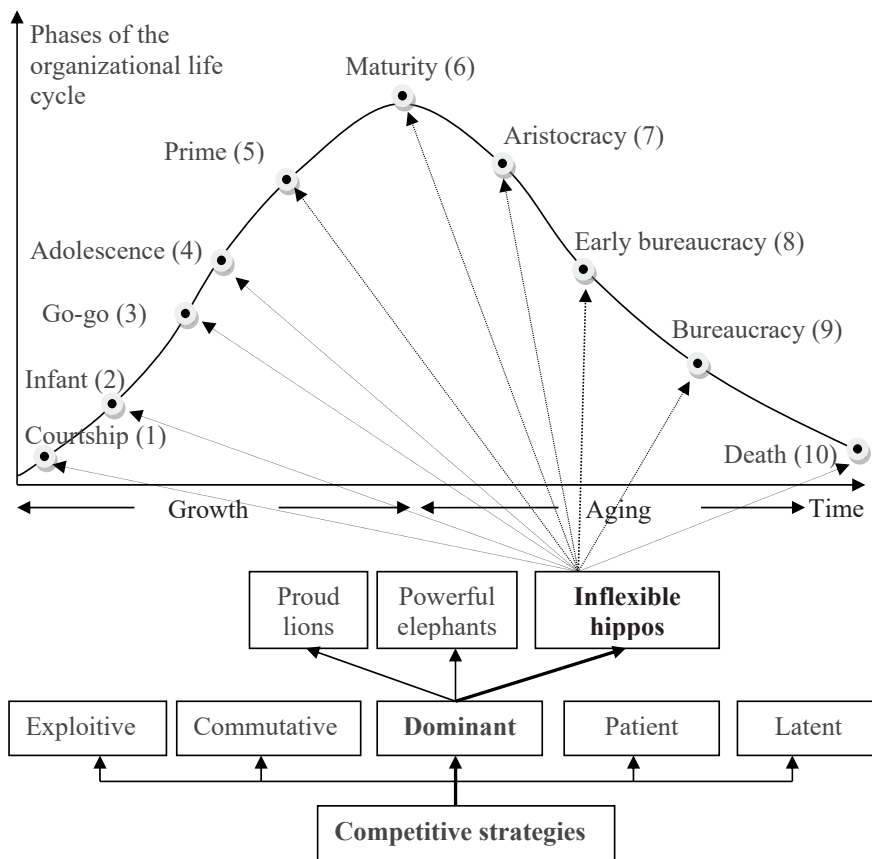 Phases of the
organizational life
cycle
Maturity (6)
Aristocracy (7)
Prime (5)
Early bureaucracy (8)
Adolescence (4)
Go-go (3)
Bureaucracy (9)
Infant (2)
Courtship (1)
Death (10)
Growth
Aging
Time
Proud
lions
Powerful
elephants
Inflexible
hippos
Exploitive
Commutative
Dominant
Patient
Latent
Competitive strategies